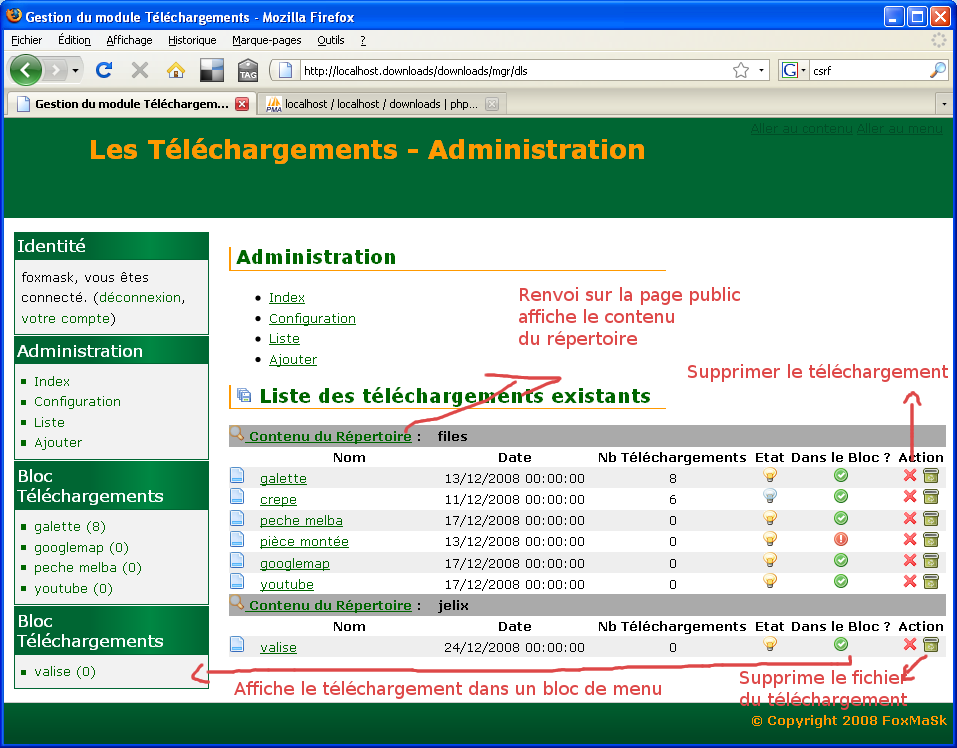 Gestion du module Téléchargements - Mozilla Firefox
Fichier Édition Affichage Historique Marque-pages Outils ?
TAG http://localhost.downloads/downloads/mgr/dls G csrf
Gestion du module Téléchargem... PMA localhost / localhost / downloads | php...
Aller au contenu Aller au menu
Les Téléchargements - Administration
Identité
foxmask, vous êtes
connecté. (déconnexion,
votre compte)
Administration
Index
Configuration
Liste
Ajouter
Bloc
Téléchargements
galette (8)
googlemap (0)
peche melba (0)
youtube (0)
Bloc
Téléchargements
valise (0)
Administration
Index
Configuration
Liste
Ajouter
Renvoi sur la page public
affiche le contenu
du répertoire
Supprimer le téléchargement
Liste des téléchargements existants
Contenu du Répertoire : files
Nom Date Nb Téléchargements Etat Dans le Bloc ? Action
galette 13/12/2008 00:00:00 8
crepe 11/12/2008 00:00:00 6
peche melba 17/12/2008 00:00:00 0
pièce montée 13/12/2008 00:00:00 0
googlemap 17/12/2008 00:00:00 0
youtube 17/12/2008 00:00:00 0
Contenu du Répertoire : jelix
Nom Date Nb Téléchargements Etat Dans le Bloc ? Action
valise 24/12/2008 00:00:00 0
Affiche le téléchargement dans un bloc de menu
Supprime le fichier
du téléchargement
© Copyright 2008 FoxMaSk